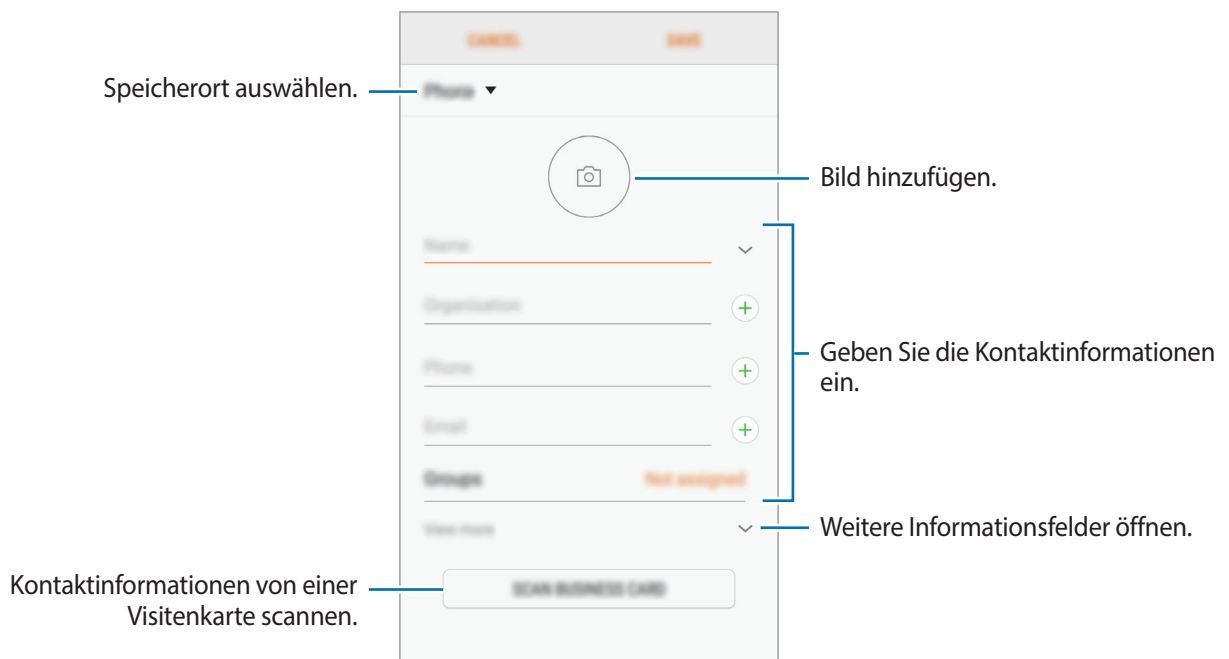 CANCEL SAVE
Speicherort auswählen.
Phone
Bild hinzufügen.
Name
Organisation
Phone
Geben Sie die Kontaktinformationen
ein.
Email
Groups Not assigned
View more
Weitere Informationsfelder öffnen.
Kontaktinformationen von einer
Visitenkarte scannen.
SCAN BUSINESS CARD